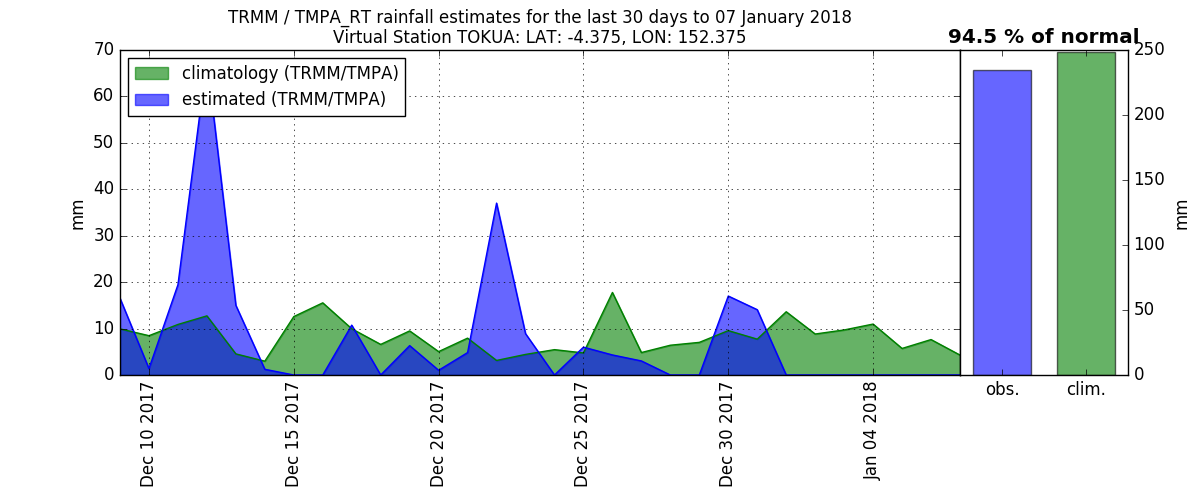 TRMM / TMPA_RT rainfall estimates for the last 30 days to 07 January 2018
Virtual Station TOKUA: LAT: -4.375, LON: 152.375
94.5 % of normal
climatology (TRMM/TMPA)
estimated (TRMM/TMPA)
70
60
50
40
30
20
10
0
mm
Dec 10 2017
Dec 15 2017
Dec 20 2017
Dec 25 2017
Dec 30 2017
Jan 04 2018
obs.
clim.
250
200
150
100
50
0
mm